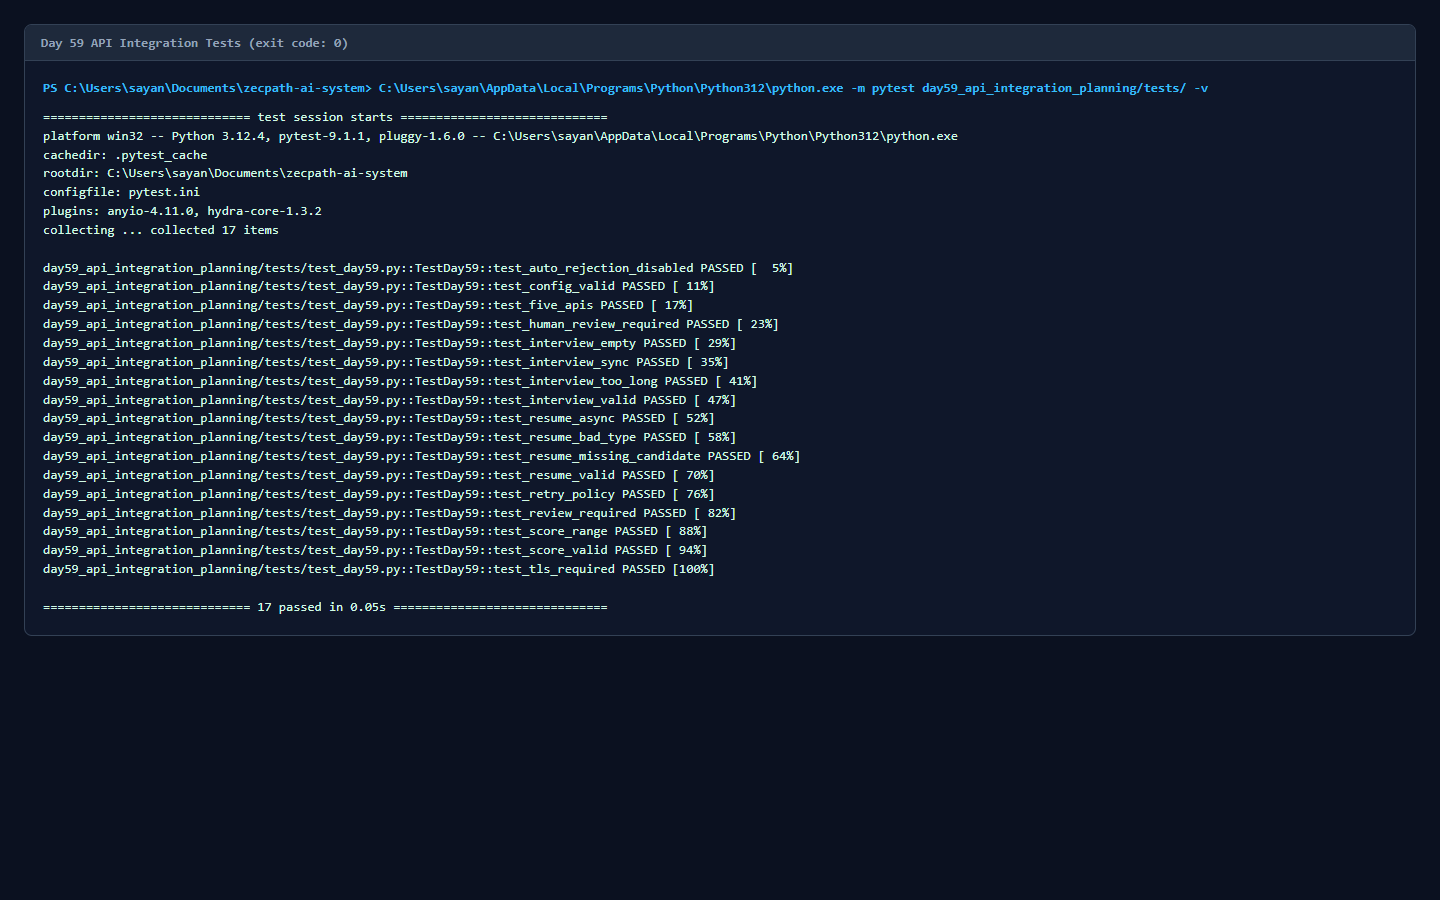 Day 59 API Integration Tests (exit code: 0)
PS C:\Users\sayan\Documents\zecpath-ai-system> C:\Users\sayan\AppData\Local\Programs\Python\Python312\python.exe -m pytest day59_api_integration_planning/tests/ -v
============================= test session starts =============================
platform win32 -- Python 3.12.4, pytest-9.1.1, pluggy-1.6.0 -- C:\Users\sayan\AppData\Local\Programs\Python\Python312\python.exe
cachedir: .pytest_cache
rootdir: C:\Users\sayan\Documents\zecpath-ai-system
configfile: pytest.ini
plugins: anyio-4.11.0, hydra-core-1.3.2
collecting ... collected 17 items
day59_api_integration_planning/tests/test_day59.py::TestDay59::test_auto_rejection_disabled PASSED [  5%]
day59_api_integration_planning/tests/test_day59.py::TestDay59::test_config_valid PASSED [ 11%]
day59_api_integration_planning/tests/test_day59.py::TestDay59::test_five_apis PASSED [ 17%]
day59_api_integration_planning/tests/test_day59.py::TestDay59::test_human_review_required PASSED [ 23%]
day59_api_integration_planning/tests/test_day59.py::TestDay59::test_interview_empty PASSED [ 29%]
day59_api_integration_planning/tests/test_day59.py::TestDay59::test_interview_sync PASSED [ 35%]
day59_api_integration_planning/tests/test_day59.py::TestDay59::test_interview_too_long PASSED [ 41%]
day59_api_integration_planning/tests/test_day59.py::TestDay59::test_interview_valid PASSED [ 47%]
day59_api_integration_planning/tests/test_day59.py::TestDay59::test_resume_async PASSED [ 52%]
day59_api_integration_planning/tests/test_day59.py::TestDay59::test_resume_bad_type PASSED [ 58%]
day59_api_integration_planning/tests/test_day59.py::TestDay59::test_resume_missing_candidate PASSED [ 64%]
day59_api_integration_planning/tests/test_day59.py::TestDay59::test_resume_valid PASSED [ 70%]
day59_api_integration_planning/tests/test_day59.py::TestDay59::test_retry_policy PASSED [ 76%]
day59_api_integration_planning/tests/test_day59.py::TestDay59::test_review_required PASSED [ 82%]
day59_api_integration_planning/tests/test_day59.py::TestDay59::test_score_range PASSED [ 88%]
day59_api_integration_planning/tests/test_day59.py::TestDay59::test_score_valid PASSED [ 94%]
day59_api_integration_planning/tests/test_day59.py::TestDay59::test_tls_required PASSED [100%]
============================= 17 passed in 0.05s ==============================